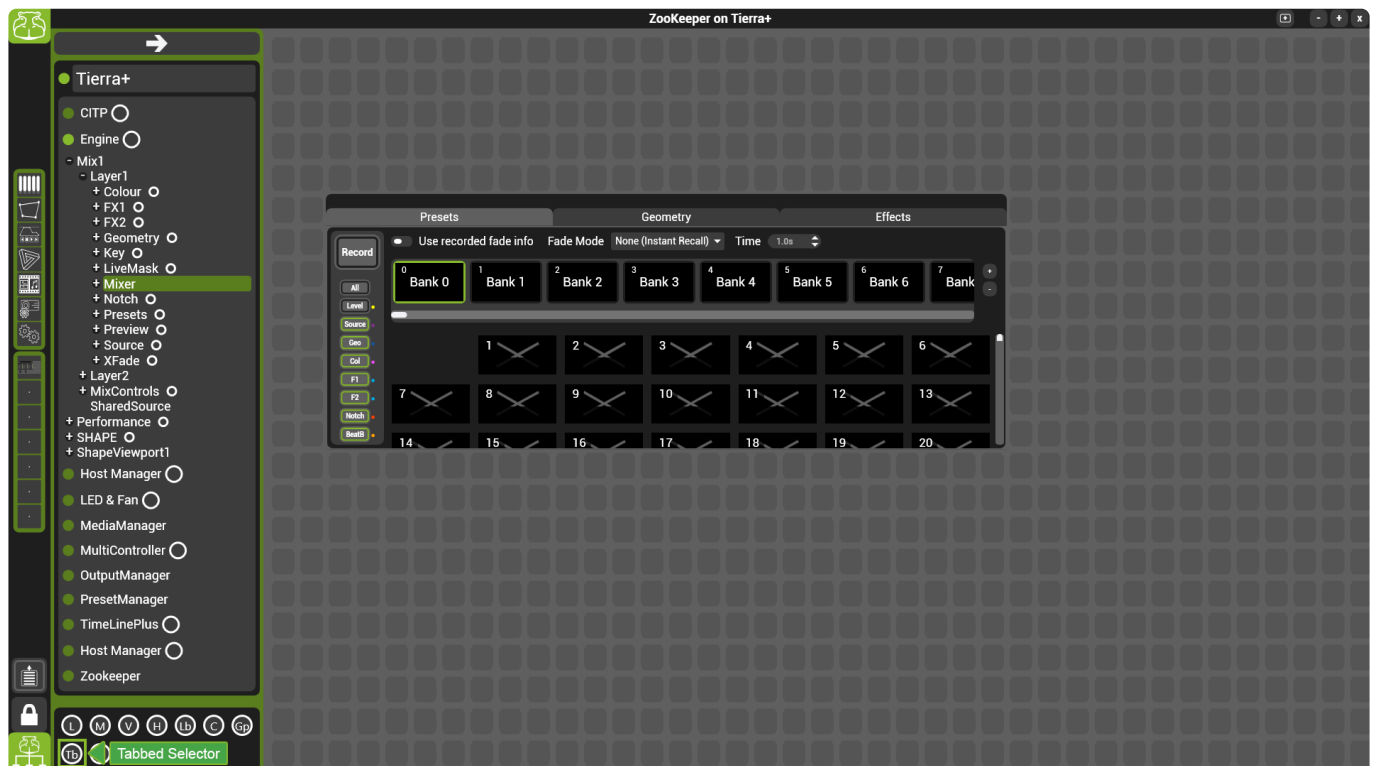 ZooKeeper on Tierra+
- + x
Tierra+
CITP
Engine
- Mix1
- Layer1
+ Colour
+ FX1
+ FX2
+ Geometry
+ Key
+ LiveMask
+ Mixer
+ Notch
+ Presets
+ Preview
+ Source
+ XFade
+ Layer2
+ MixControls
SharedSource
+ Performance
+ SHAPE
+ ShapeViewport1
Host Manager
LED & Fan
MediaManager
MultiController
OutputManager
PresetManager
TimeLinePlus
Host Manager
Zookeeper
L M V H Lb C Gp
Tb Tabbed Selector
Presets Geometry Effects
Record Use recorded fade info Fade Mode None (Instant Recall) Time 1.0s
0 Bank 0 1 Bank 1 2 Bank 2 3 Bank 3 4 Bank 4 5 Bank 5 6 Bank 6 7 Bank +
-
All
Level
Source
Geo
Col
F1
F2
Notch
BeatB
1 2 3 4 5 6
7 8 9 10 11 12 13
14 15 16 17 18 19 20